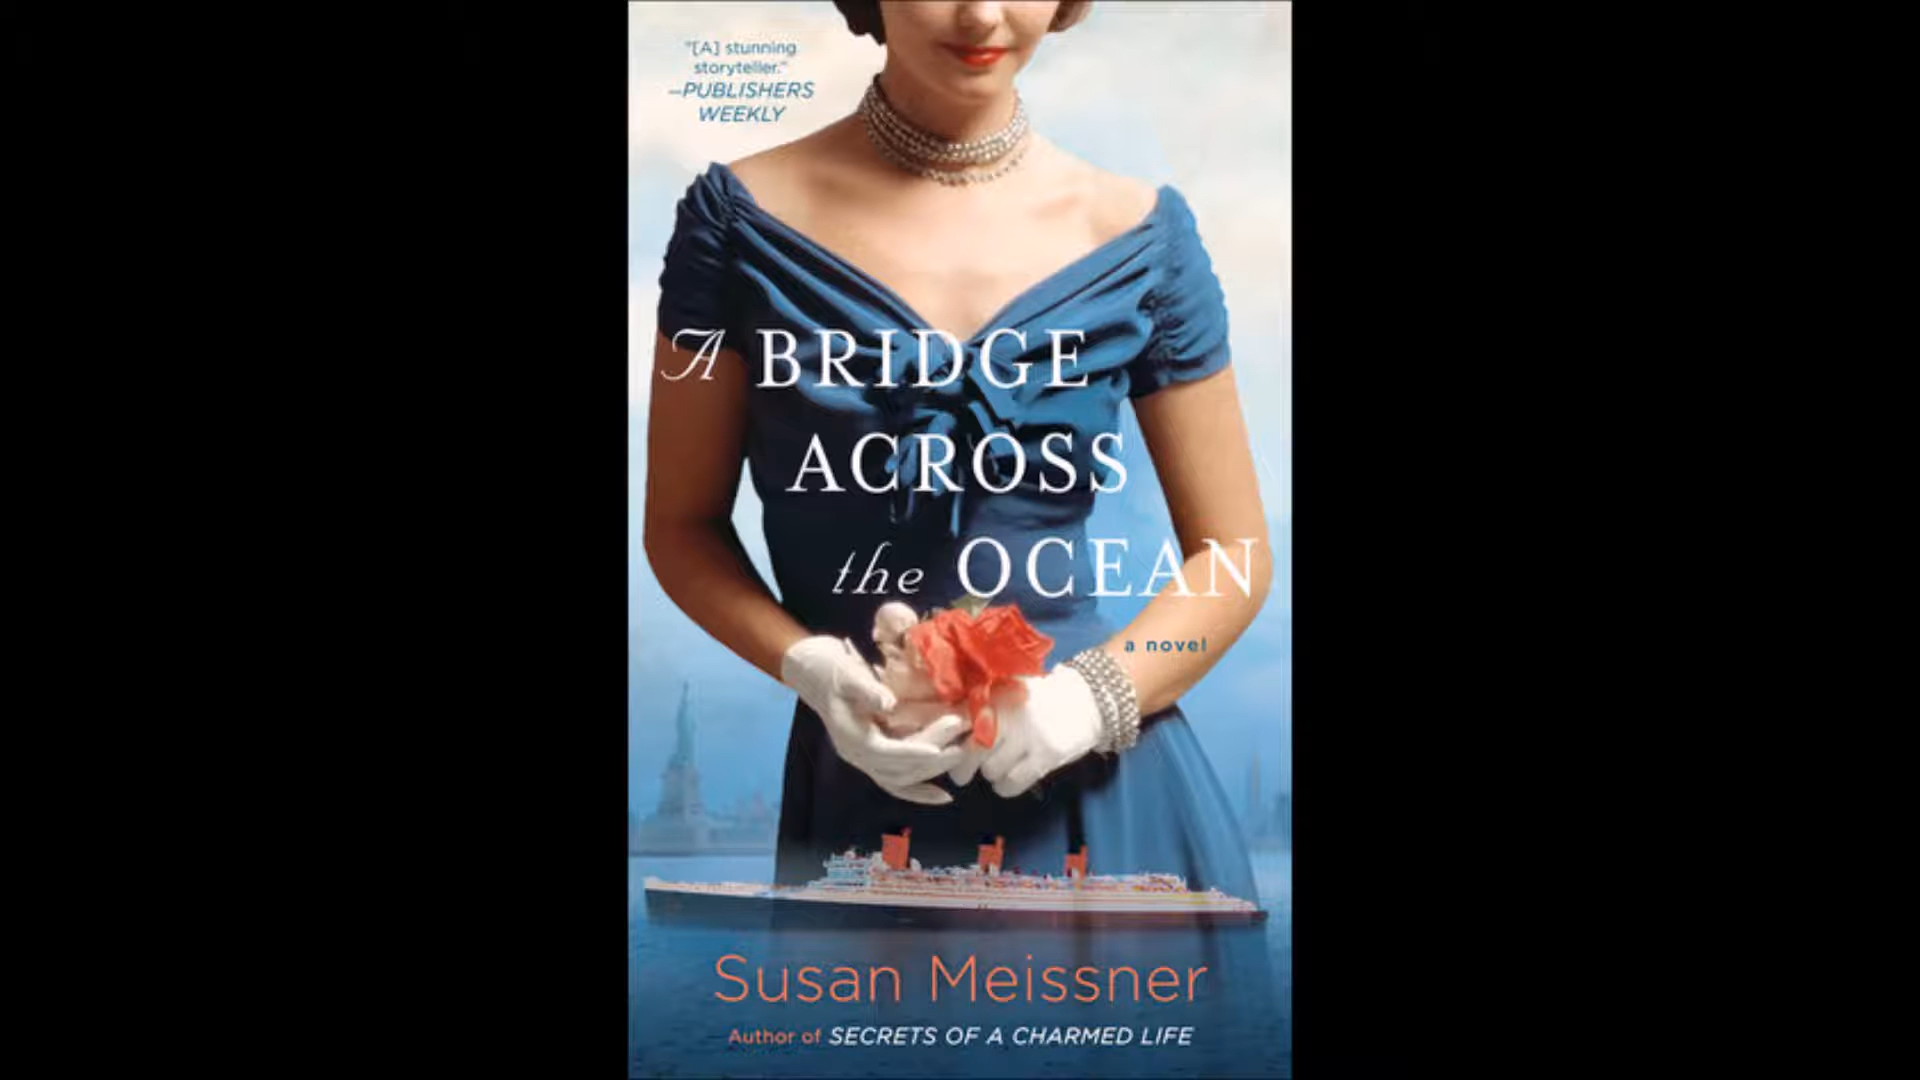 "[A] stunning
storyteller."
—PUBLISHERS
WEEKLY
A BRIDGE
ACROSS
the OCEAN
a novel
Susan Meissner
Author of SECRETS OF A CHARMED LIFE